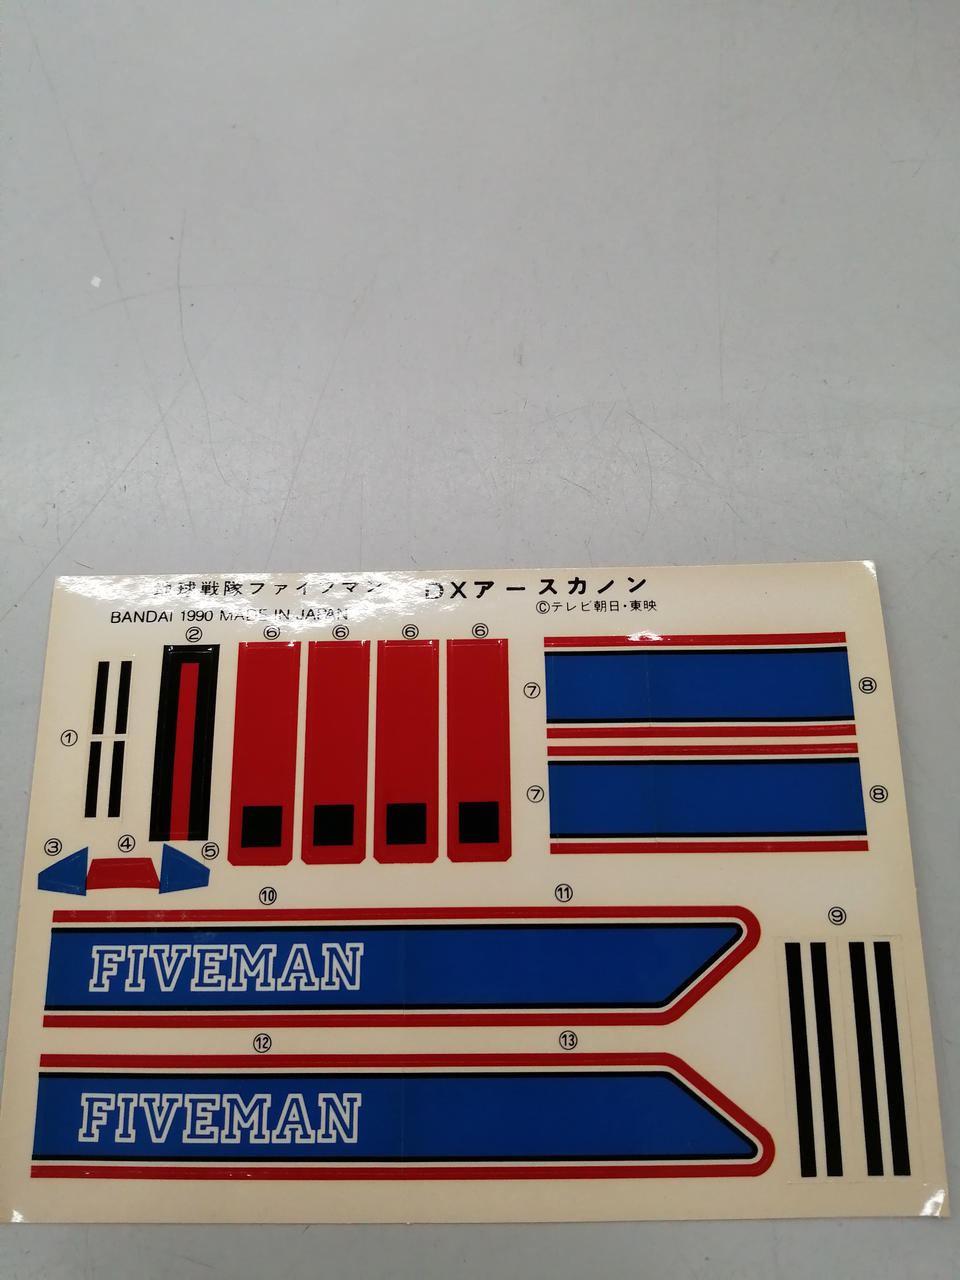 地球戦隊ファイブマン DXアースカノン
BANDAI 1990 MADE IN JAPAN
©テレビ朝日・東映
② ⑥ ⑥ ⑥ ⑥
①
⑦ ⑧
⑦ ⑧
③ ④ ⑤
⑩ ⑪
⑨
FIVEMAN
⑫ ⑬
FIVEMAN